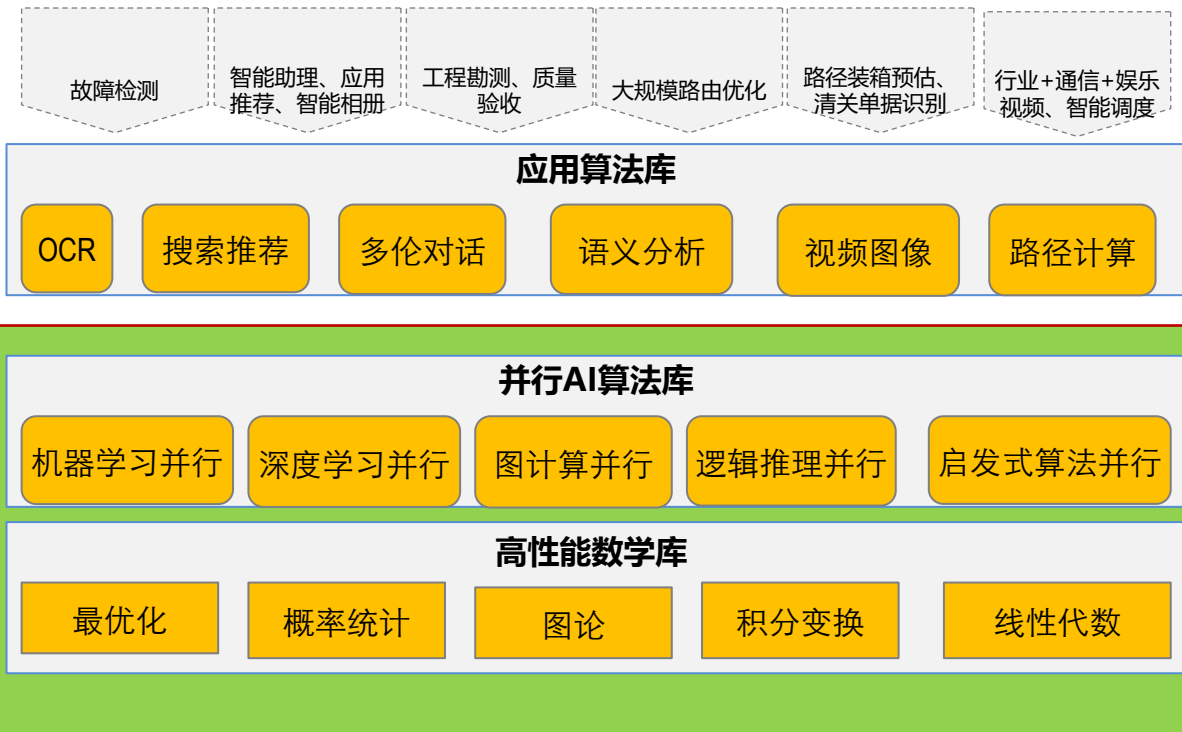 故障检测
智能助理、应用
推荐、智能相册
工程勘测、质量
验收
大规模路由优化
路径装箱预估、
清关单据识别
行业+通信+娱乐
视频、智能调度
应用算法库
OCR
搜索推荐
多伦对话
语义分析
视频图像
路径计算
并行AI算法库
机器学习并行
深度学习并行
图计算并行
逻辑推理并行
启发式算法并行
高性能数学库
最优化
概率统计
图论
积分变换
线性代数